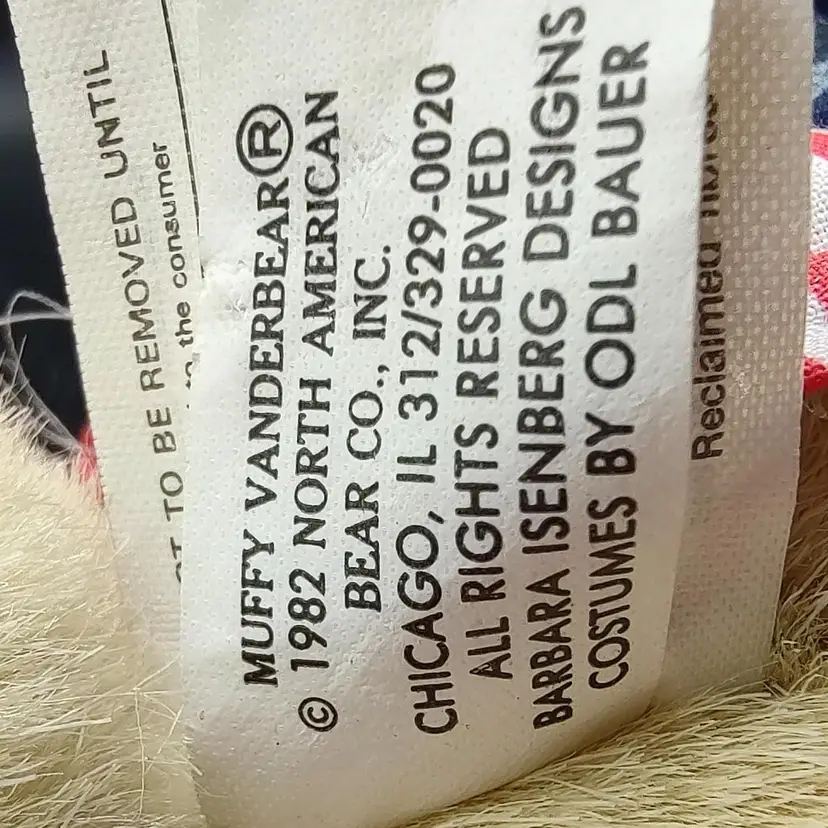 TO BE REMOVED UNTIL
the consumer
MUFFY VANDERBEAR®
© 1982 NORTH AMERICAN
BEAR CO., INC.
CHICAGO, IL 312/329-0020
ALL RIGHTS RESERVED
BARBARA ISENBERG DESIGNS
COSTUMES BY ODL BAUER
Reclaimed